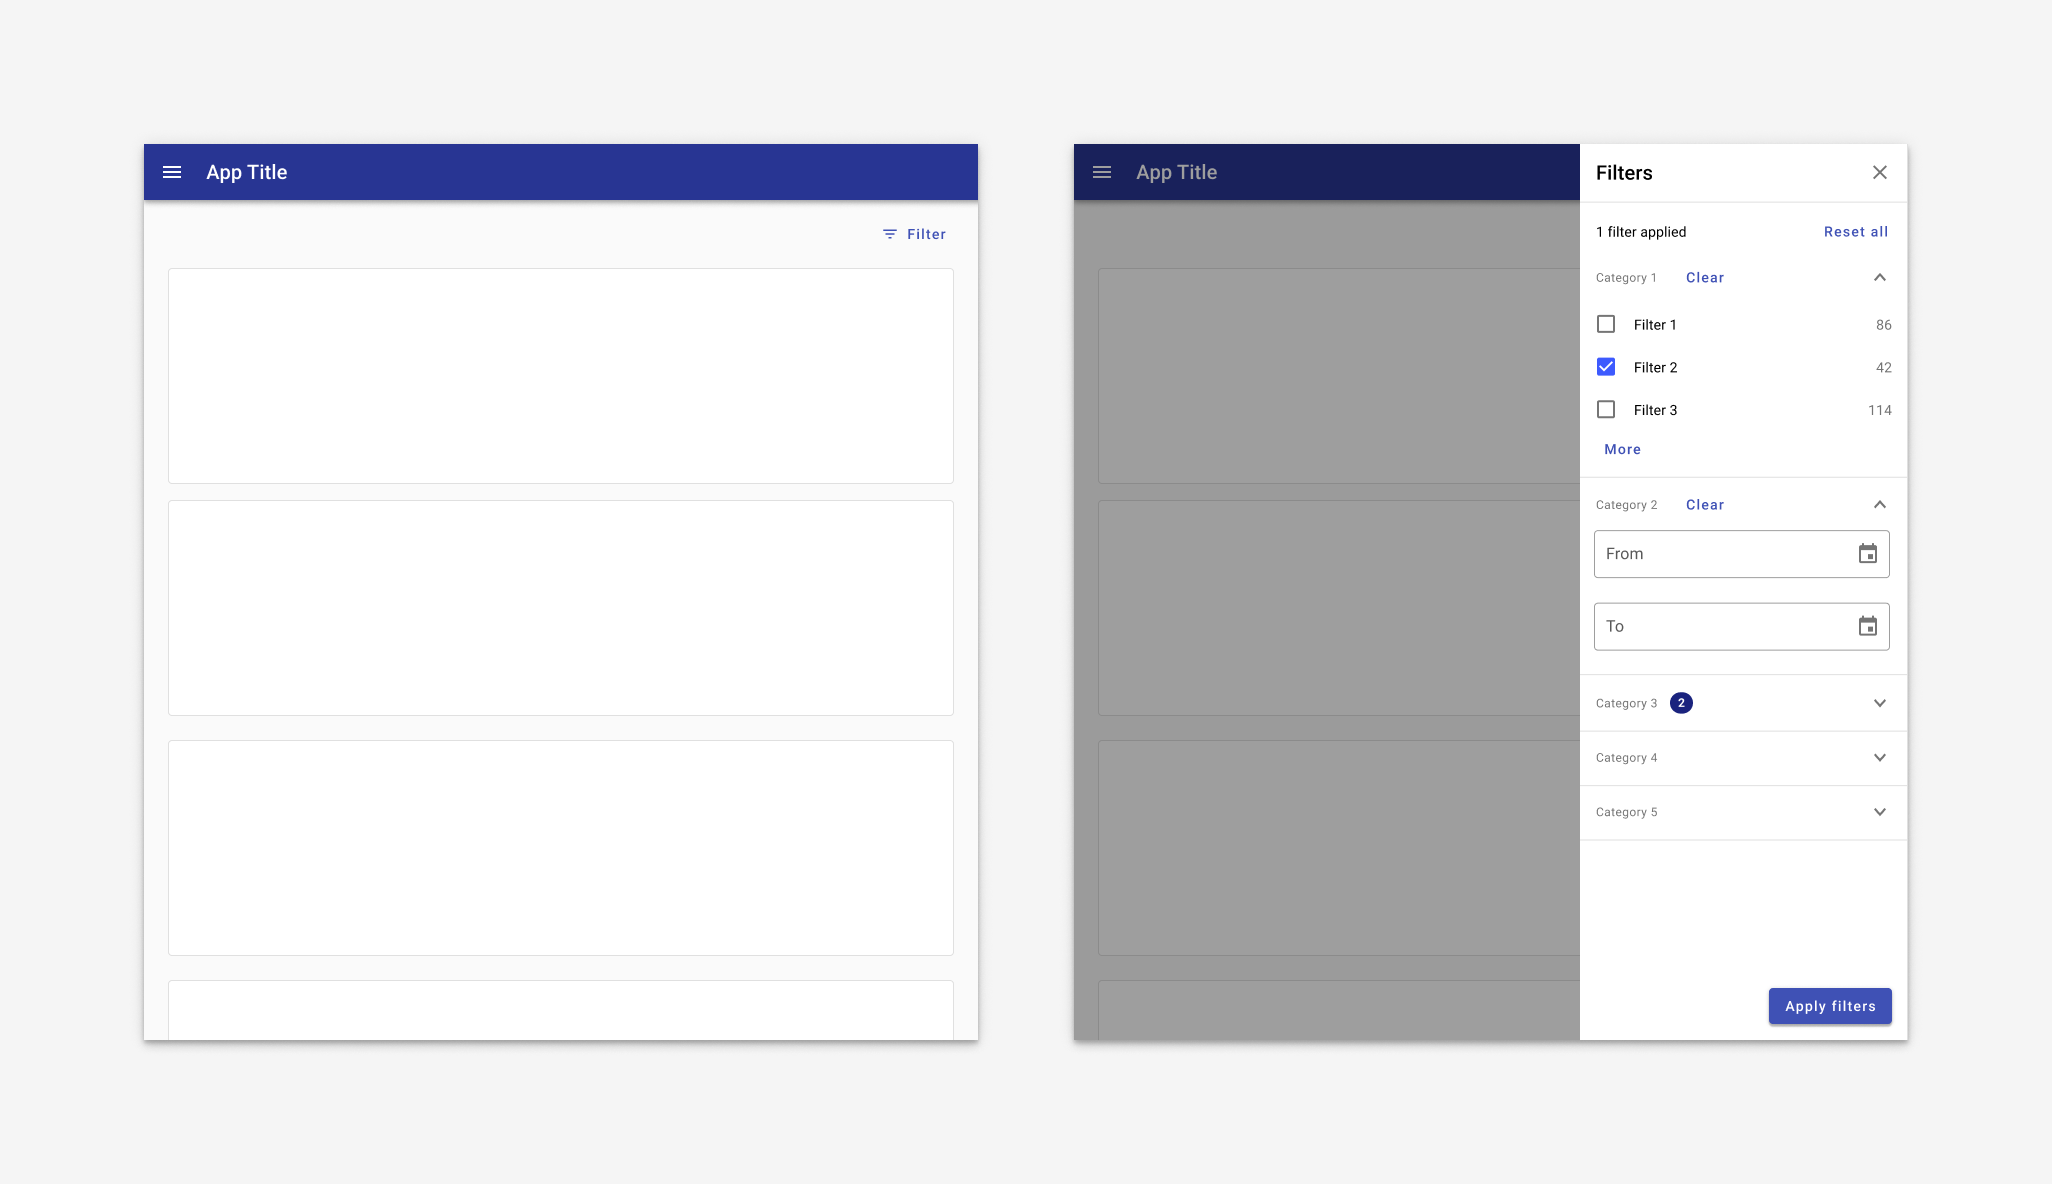 App Title
Filter
App Title
Filters
1 filter applied Reset all
Category 1 Clear
Filter 1 86
Filter 2 42
Filter 3 114
More
Category 2 Clear
From
To
Category 3 2
Category 4
Category 5
Apply filters